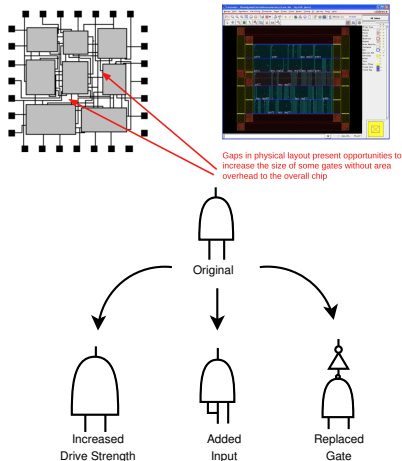 Gaps in physical layout present opportunities to
increase the size of some gates without area
overhead to the overall chip
Original
Increased
Drive Strength
Added
Input
Replaced
Gate